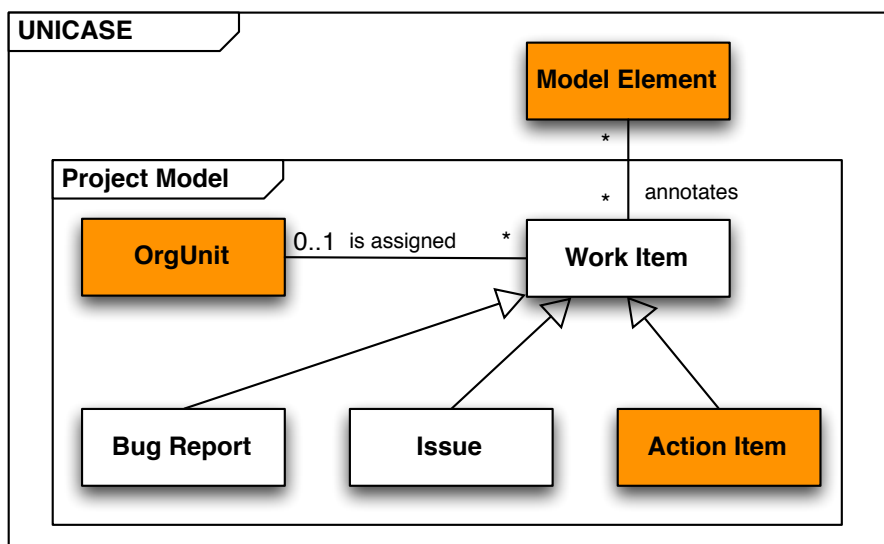 UNICASE
Model Element
*
Project Model
* annotates
OrgUnit
0..1 is assigned *
Work Item
Bug Report
Issue
Action Item